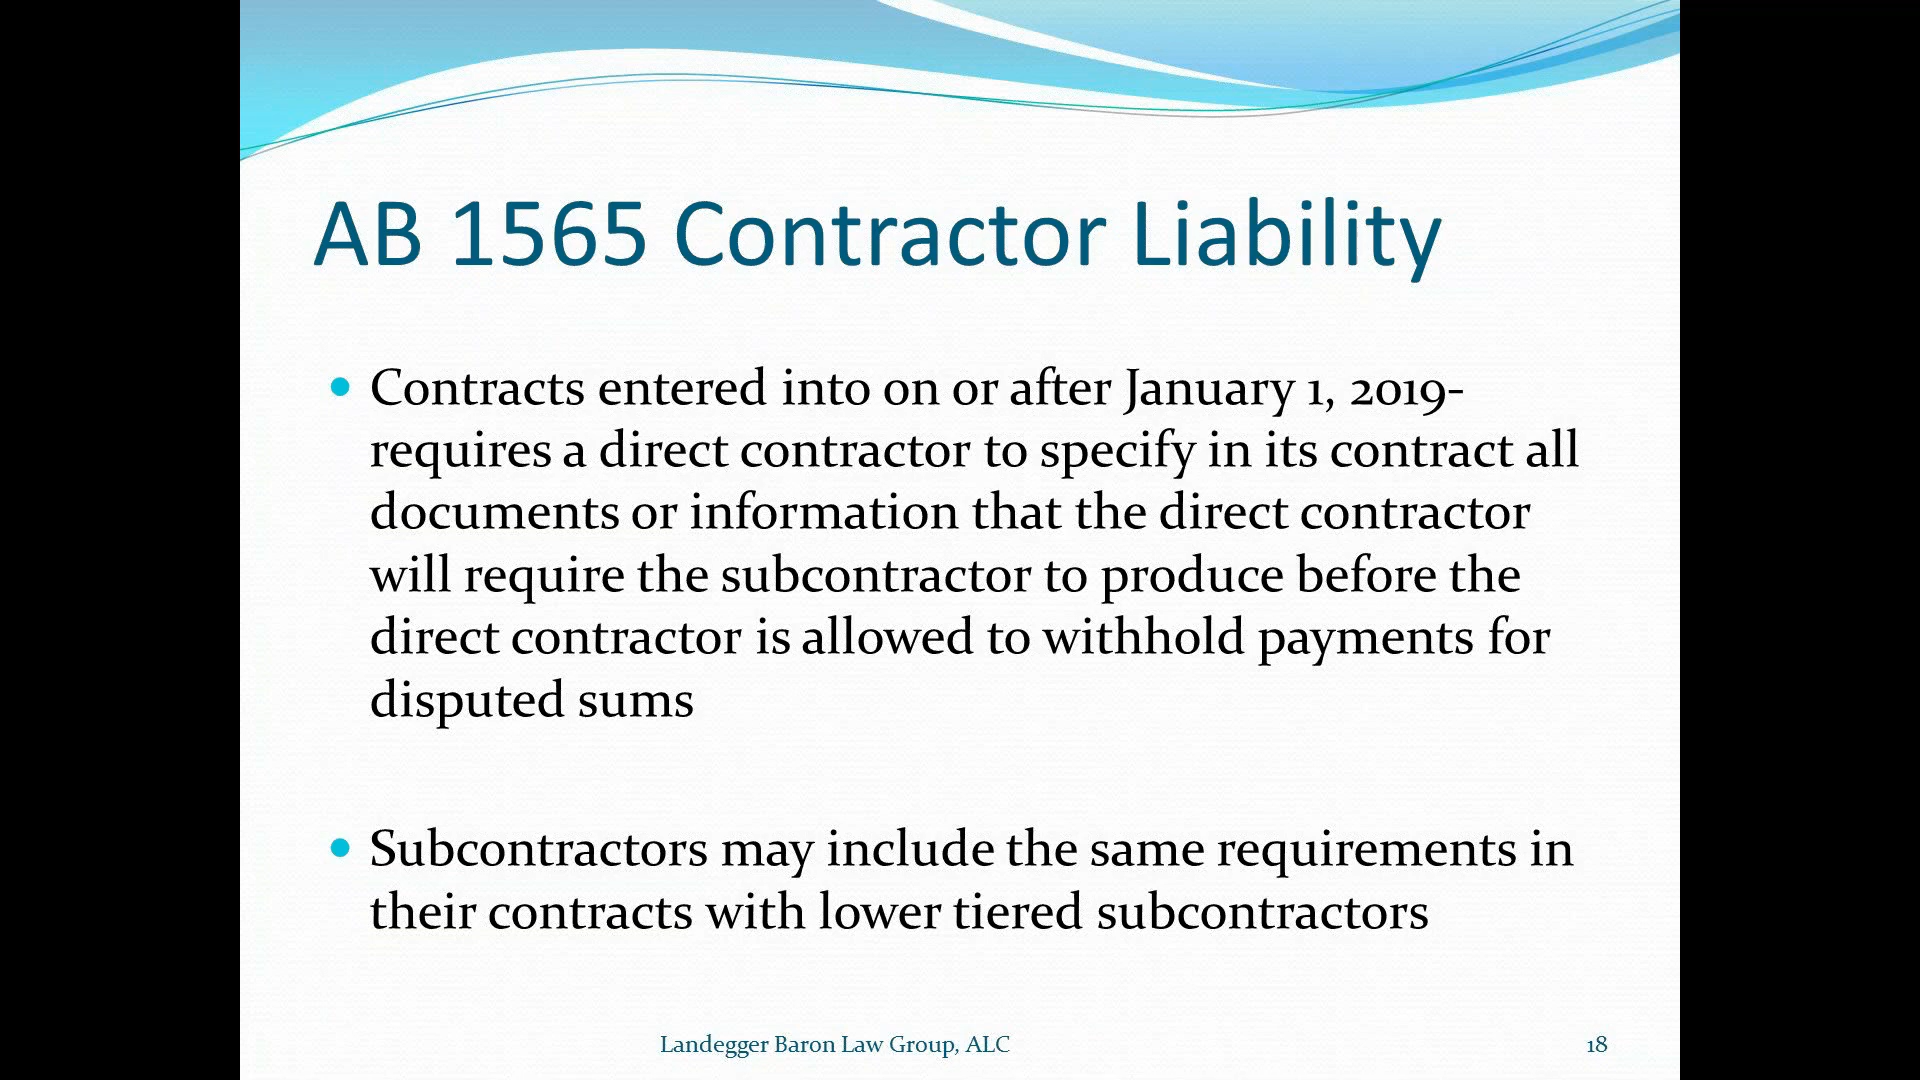 AB 1565 Contractor Liability
• Contracts entered into on or after January 1, 2019-
requires a direct contractor to specify in its contract all
documents or information that the direct contractor
will require the subcontractor to produce before the
direct contractor is allowed to withhold payments for
disputed sums
• Subcontractors may include the same requirements in
their contracts with lower tiered subcontractors
Landegger Baron Law Group, ALC
18